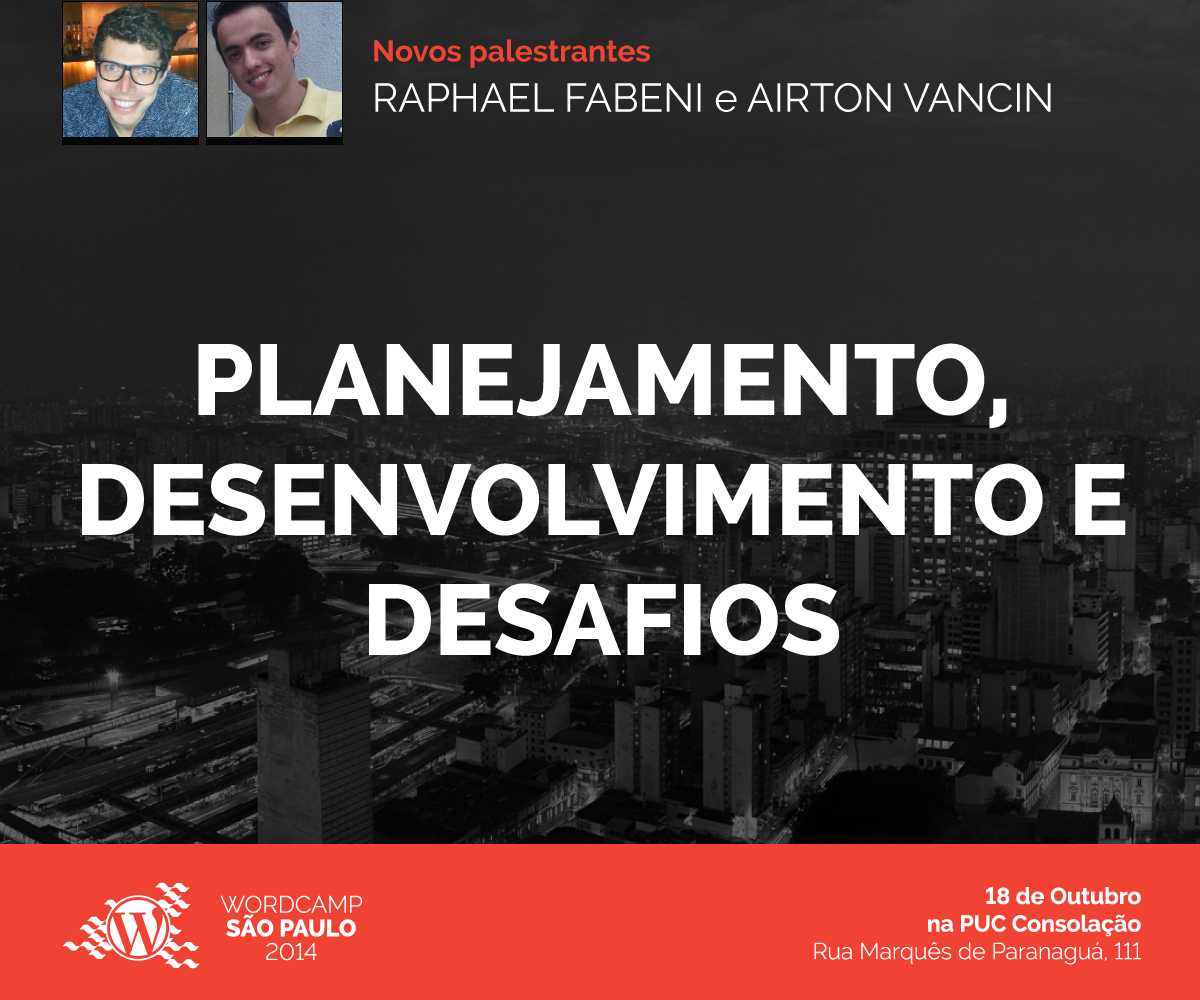 Novos palestrantes
RAPHAEL FABENI e AIRTON VANCIN
PLANEJAMENTO,
DESENVOLVIMENTO E
DESAFIOS
WORDCAMP
SÃO PAULO
2014
18 de Outubro
na PUC Consolação
Rua Marquês de Paranaguá, 111